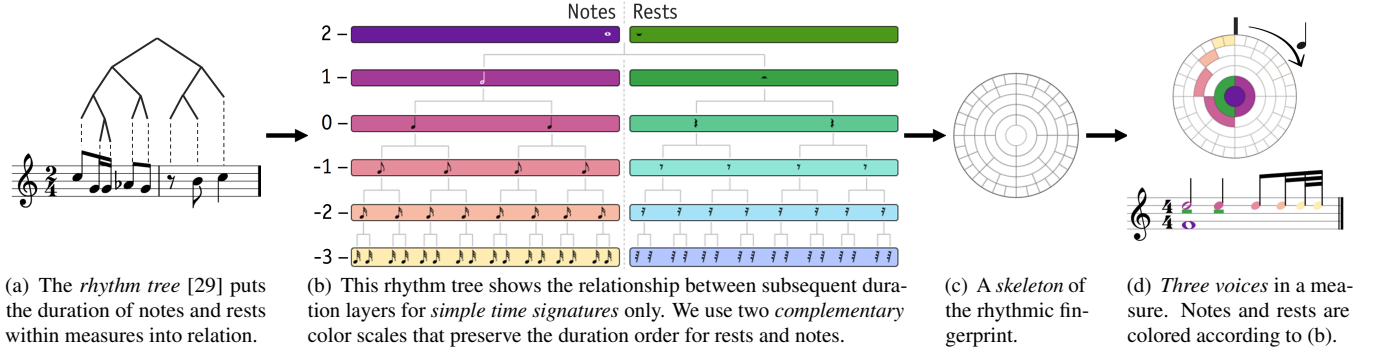 Notes Rests
2 –
1 –
0 –
-1 –
-2 –
-3 –
2
4
4
4
(a) The rhythm tree [29] puts
the duration of notes and rests
within measures into relation.
(b) This rhythm tree shows the relationship between subsequent dura-
tion layers for simple time signatures only. We use two complementary
color scales that preserve the duration order for rests and notes.
(c) A skeleton of
the rhythmic fin-
gerprint.
(d) Three voices in a mea-
sure. Notes and rests are
colored according to (b).